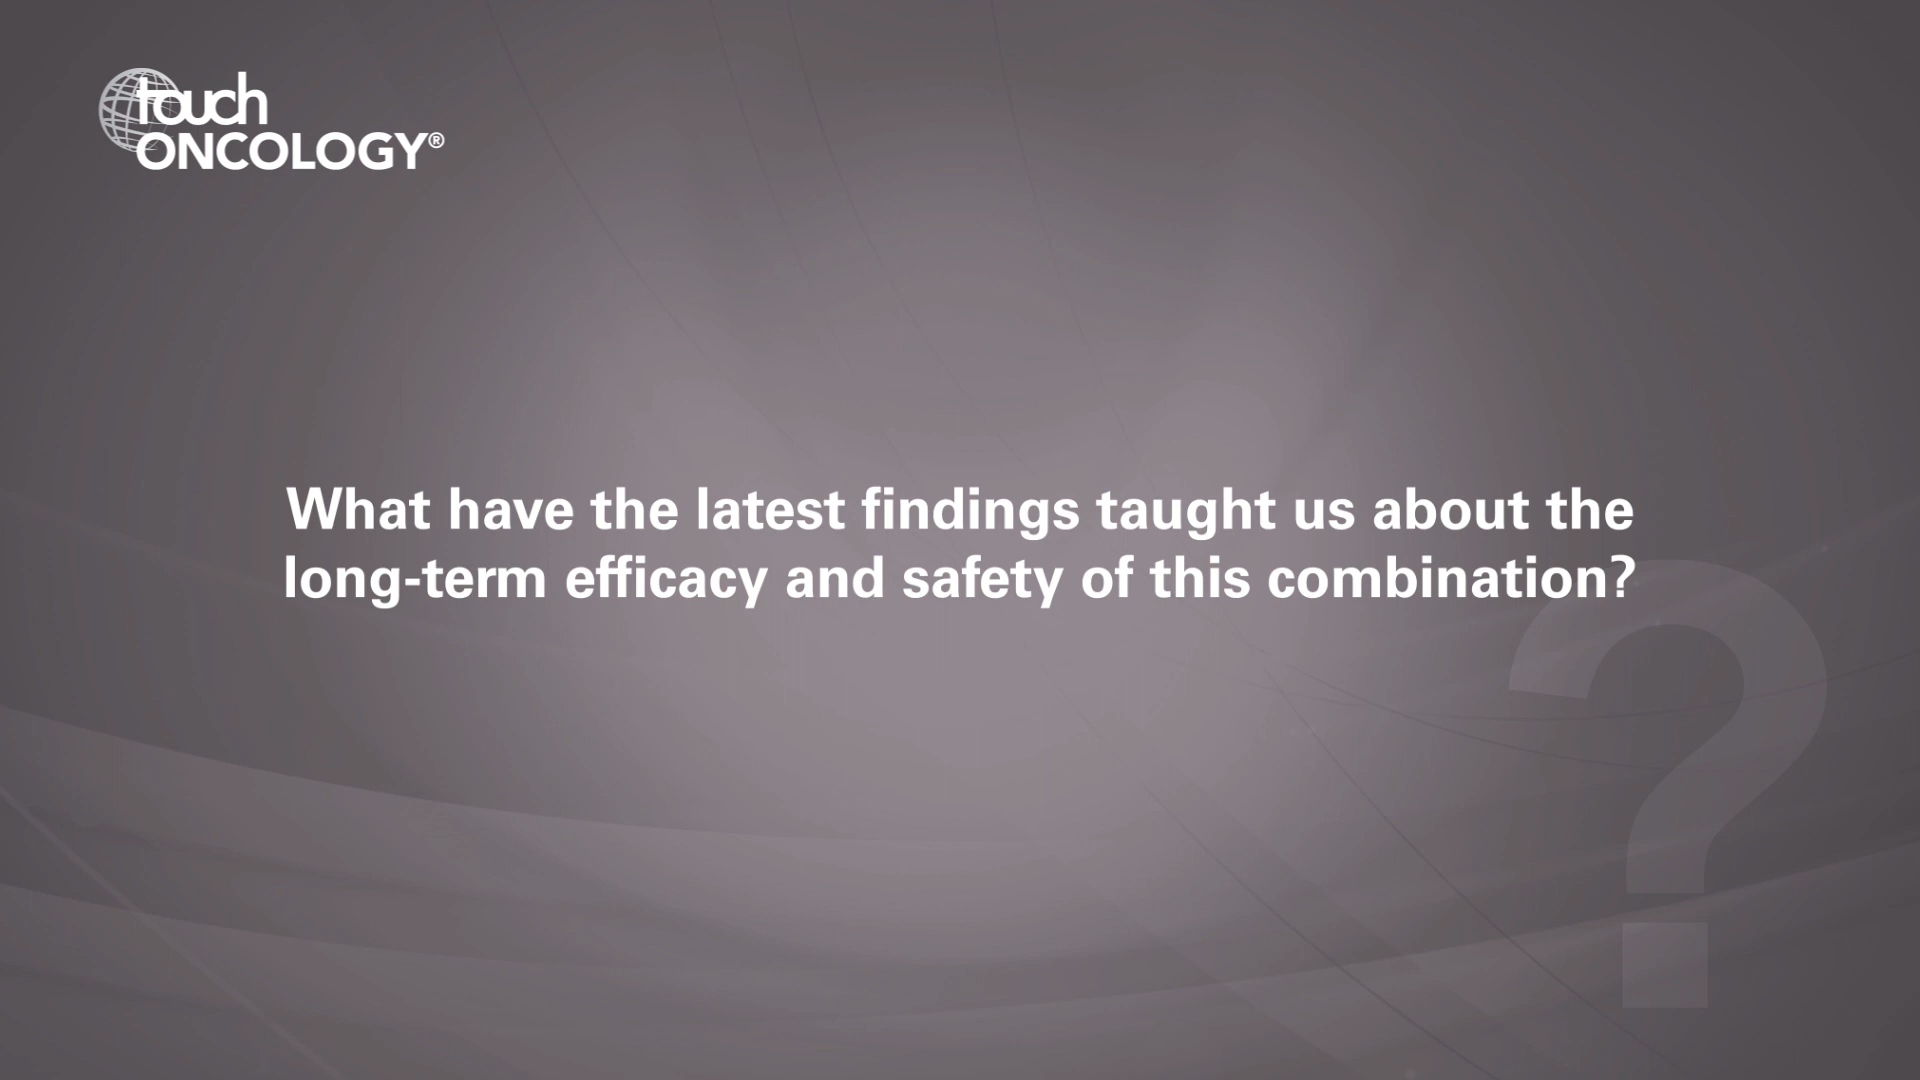 touch
ONCOLOGY®
What have the latest findings taught us about the
long-term efficacy and safety of this combination?
?